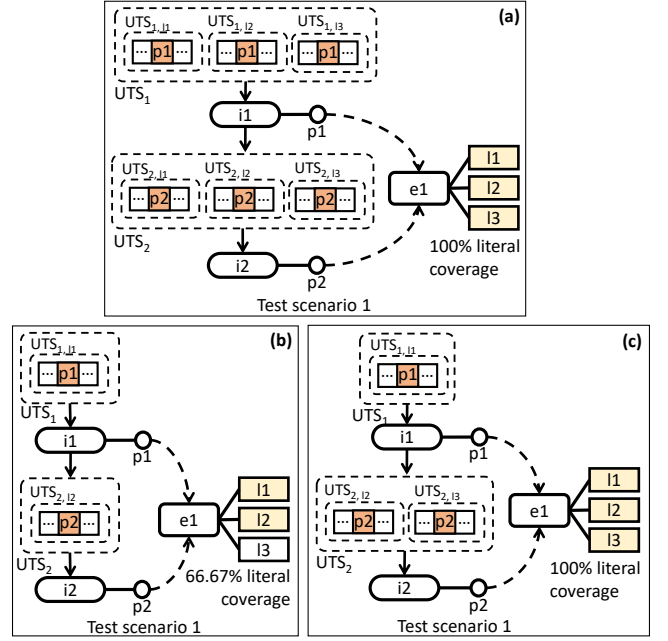 (a)
UTS1, l1 UTS1, l2 UTS1, l3
... p1 ... ... p1 ... ... p1 ...
UTS1
i1
p1
UTS2, l1 UTS2, l2 UTS2, l3
... p2 ... ... p2 ... ... p2 ...
UTS2
e1
l1
l2
l3
100% literal
coverage
i2
p2
Test scenario 1
(b)
UTS1, l1
... p1 ...
UTS1
i1
p1
UTS2, l2
... p2 ...
UTS2
e1
l1
l2
l3
66.67% literal
coverage
i2
p2
Test scenario 1
(c)
UTS1, l1
... p1 ...
UTS1
i1
p1
UTS2, l2 UTS2, l3
... p2 ... ... p2 ...
UTS2
e1
l1
l2
l3
100% literal
coverage
i2
p2
Test scenario 1